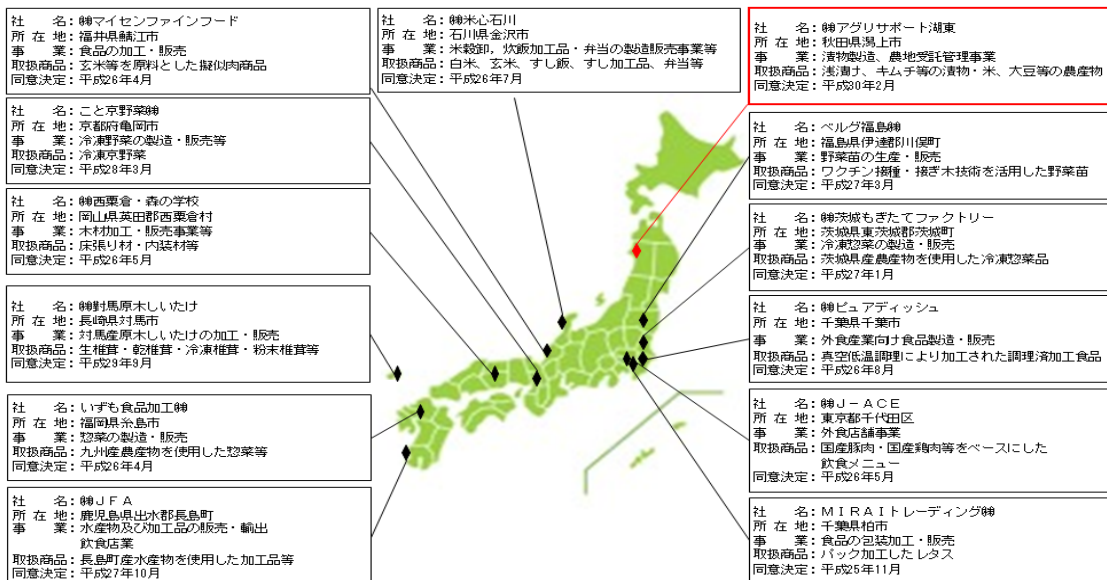 社名：㈱マイセンファインフード
所在地：福井県鯖江市
事業：食品の加工・販売
取扱商品：玄米等を原料とした擬似肉商品
同意決定：平成26年4月
社名：㈱米心石川
所在地：石川県金沢市
事業：米穀卸，炊飯加工品・弁当の製造販売事業等
取扱商品：白米、玄米、すし飯、すし加工品、弁当等
同意決定：平成26年7月
社名：㈱アグリサポート湖東
所在地：秋田県潟上市
事業：漬物製造、農地受託管理事業
取扱商品：浅漬け、キムチ等の漬物・米、大豆等の農産物
同意決定：平成30年2月
社名：こと京野菜㈱
所在地：京都府亀岡市
事業：冷凍野菜の製造・販売等
取扱商品：冷凍京野菜
同意決定：平成28年3月
社名：㈱西粟倉・森の学校
所在地：岡山県英田郡西粟倉村
事業：木材加工・販売事業等
取扱商品：床張り材・内装材等
同意決定：平成26年5月
社名：㈱對馬原木しいたけ
所在地：長崎県対馬市
事業：対馬産原木しいたけの加工・販売
取扱商品：生椎茸・乾椎茸・冷凍椎茸・粉末椎茸等
同意決定：平成29年9月
社名：いずも食品加工㈱
所在地：福岡県糸島市
事業：惣菜の製造・販売
取扱商品：九州産農産物を使用した惣菜等
同意決定：平成26年4月
社名：㈱ＪＦＡ
所在地：鹿児島県出水郡長島町
事業：水産物及び加工品の販売・輸出
飲食店業
取扱商品：長島町産水産物を使用した加工品等
同意決定：平成27年10月
社名：ベルグ福島㈱
所在地：福島県伊達郡川俣町
事業：野菜苗の生産・販売
取扱商品：ワクチン接種・接ぎ木技術を活用した野菜苗
同意決定：平成27年3月
社名：㈱茨城もぎたてファクトリー
所在地：茨城県東茨城郡茨城町
事業：冷凍惣菜の製造・販売
取扱商品：茨城県産農産物を使用した冷凍惣菜品
同意決定：平成27年1月
社名：㈱ピュアディッシュ
所在地：千葉県千葉市
事業：外食産業向け食品製造・販売
取扱商品：真空低温調理により加工された調理済加工食品
同意決定：平成26年8月
社名：㈱Ｊ－ＡＣＥ
所在地：東京都千代田区
事業：外食店舗事業
取扱商品：国産豚肉・国産鶏肉等をベースにした
飲食メニュー
同意決定：平成26年5月
社名：ＭＩＲＡＩトレーディング㈱
所在地：千葉県柏市
事業：食品の包装加工・販売
取扱商品：パック加工したレタス
同意決定：平成25年11月